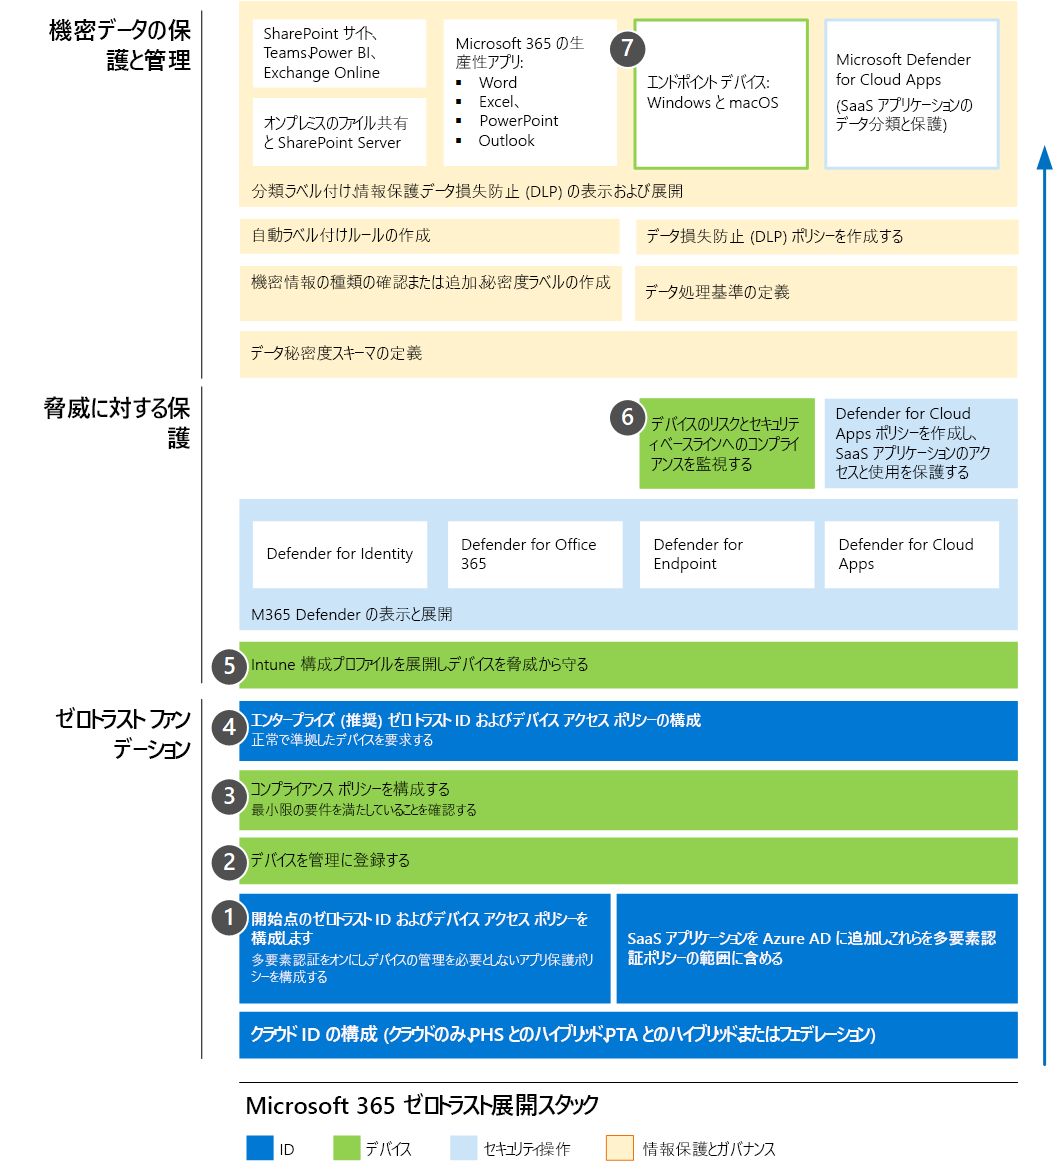 機密データの保
護と管理
SharePoint サイト、
Teams、Power BI、
Exchange Online
オンプレミスのファイル共有
と SharePoint Server
Microsoft 365 の生
産性アプリ:
▪ Word
▪ Excel、
▪ PowerPoint
▪ Outlook
7
エンドポイント デバイス:
Windows と macOS
Microsoft Defender
for Cloud Apps
(SaaS アプリケーションの
データ分類と保護)
分類ラベル付け、情報保護、データ損失防止 (DLP) の表示および展開
自動ラベル付けルールの作成
データ損失防止 (DLP) ポリシーを作成する
機密情報の種類の確認または追加、秘密度ラベルの作成
データ処理基準の定義
データ秘密度スキーマの定義
脅威に対する保
護
6
デバイスのリスクとセキュリテ
ィ ベースラインへのコンプライ
アンスを監視する
Defender for Cloud
Apps ポリシーを作成し、
SaaS アプリケーションのアク
セスと使用を保護する
Defender for Identity
Defender for Office
365
Defender for
Endpoint
Defender for Cloud
Apps
M365 Defender の表示と展開
5
Intune 構成プロファイルを展開し、デバイスを脅威から守る
ゼロトラスト ファン
デーション
4
エンタープライズ (推奨) ゼロ トラスト ID およびデバイス アクセス ポリシーの構成
正常で準拠したデバイスを要求する
3
コンプライアンス ポリシーを構成する
最小限の要件を満たしていることを確認する
2
デバイスを管理に登録する
1
開始点のゼロトラスト ID およびデバイス アクセス ポリシーを
構成します
多要素認証をオンにし、デバイスの管理を必要としないアプリ保護ポリ
シーを構成する
SaaS アプリケーションを Azure AD に追加し、これらを多要素認
証ポリシーの範囲に含める
クラウド ID の構成 (クラウドのみ、PHS とのハイブリッド、PTA とのハイブリッド、またはフェデレーション)
Microsoft 365 ゼロトラスト展開スタック
ID
デバイス
セキュリティ操作
情報保護とガバナンス